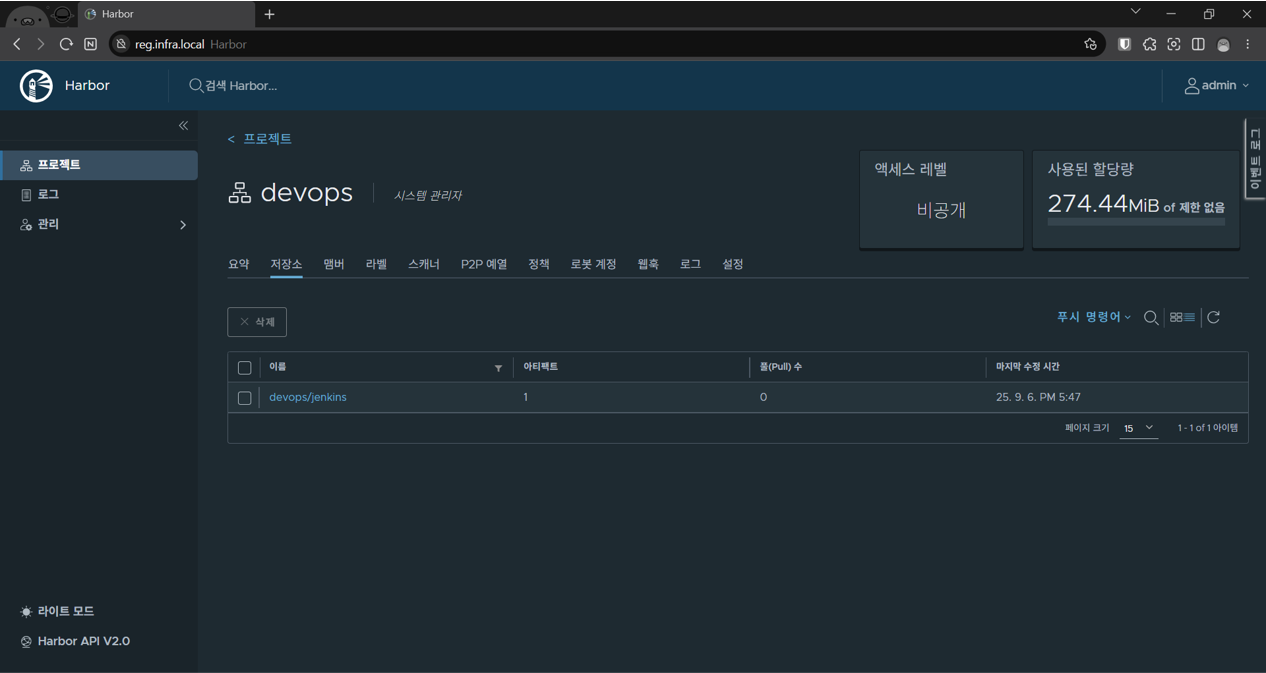 Harbor
reg.infra.local Harbor
Harbor
검색 Harbor...
admin
프로젝트
로그
관리
< 프로젝트
devops
시스템 관리자
액세스 레벨
비공개
사용된 할당량
274.44MiB of 제한 없음
이벤트 로그
요약 저장소 맴버 라벨 스캐너 P2P 예열 정책 로봇 계정 웹훅 로그 설정
삭제
푸시 명령어
이름 아티팩트 풀(Pull) 수 마지막 수정 시간
devops/jenkins 1 0 25. 9. 6. PM 5:47
페이지 크기 15 1 - 1 of 1 아이템
라이트 모드
Harbor API V2.0